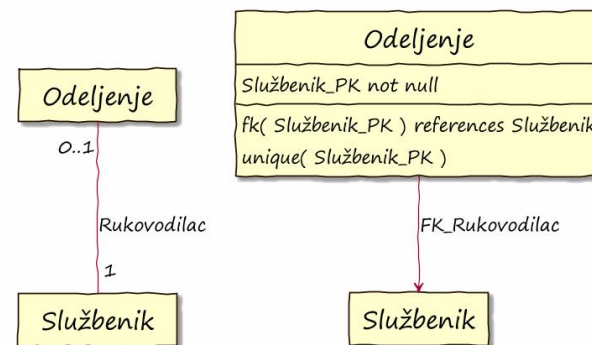 Odeljenje
0..1
Rukovodilac
1
Službenik
Odeljenje
Službenik_PK not null
fk( Službenik_PK ) references Službenik
unique( Službenik_PK )
FK_Rukovodilac
Službenik